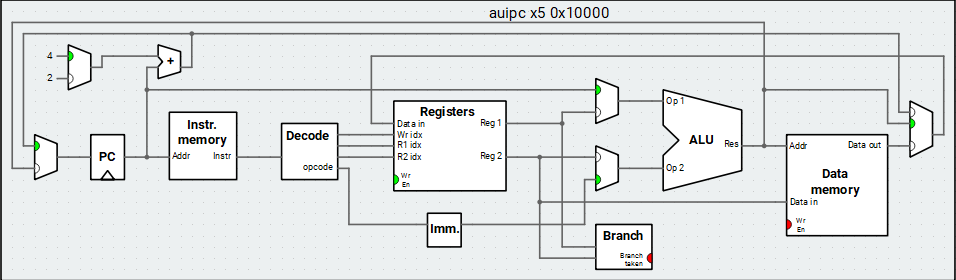 auipc x5 0x10000
4
2
+
PC
Instr.
memory
Addr
Instr
Decode
opcode
Registers
Data in
Wr idx
R1 idx
R2 idx
Wr
En
Reg 1
Reg 2
Imm.
Op 1
Op 2
ALU
Res
Branch
Branch
taken
Addr
Data out
Data
memory
Data in
Wr
En